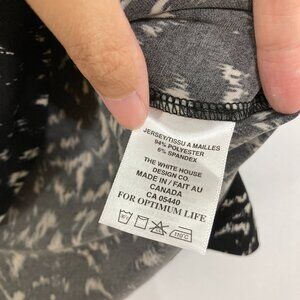 JERSEY/TISSU A MAILLES
94% POLYESTER
6% SPANDEX
THE WHITE HOUSE
DESIGN CO.
MADE IN / FAIT AU
CANADA
CA 05440
FOR OPTIMUM LIFE